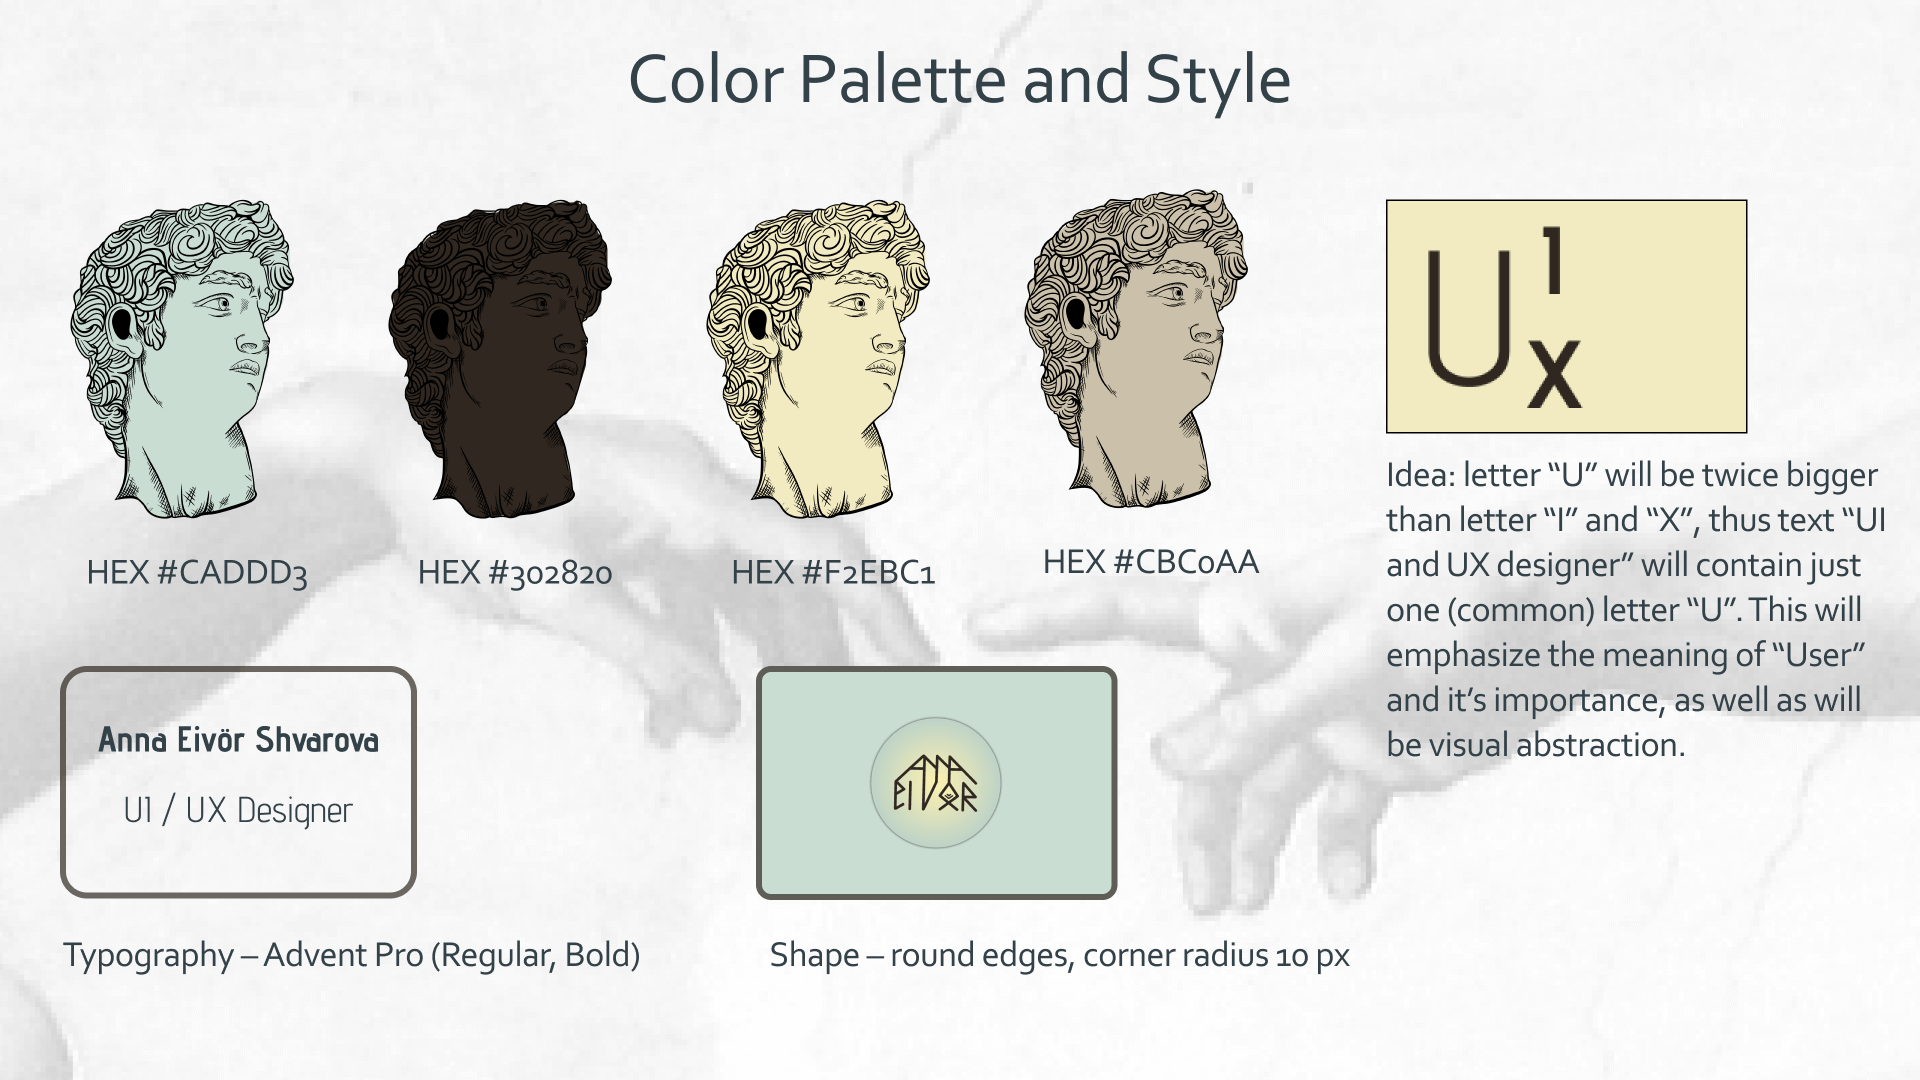 Color Palette and Style
HEX #CADDD3
HEX #302820
HEX #F2EBC1
HEX #CBC0AA
U I
X
Idea: letter “U” will be twice bigger
than letter “I” and “X”, thus text “UI
and UX designer” will contain just
one (common) letter “U”. This will
emphasize the meaning of “User”
and it’s importance, as well as will
be visual abstraction.
Anna Eivör Shvarova
UI / UX Designer
ANNA
EIVÖR
Typography – Advent Pro (Regular, Bold)
Shape – round edges, corner radius 10 px